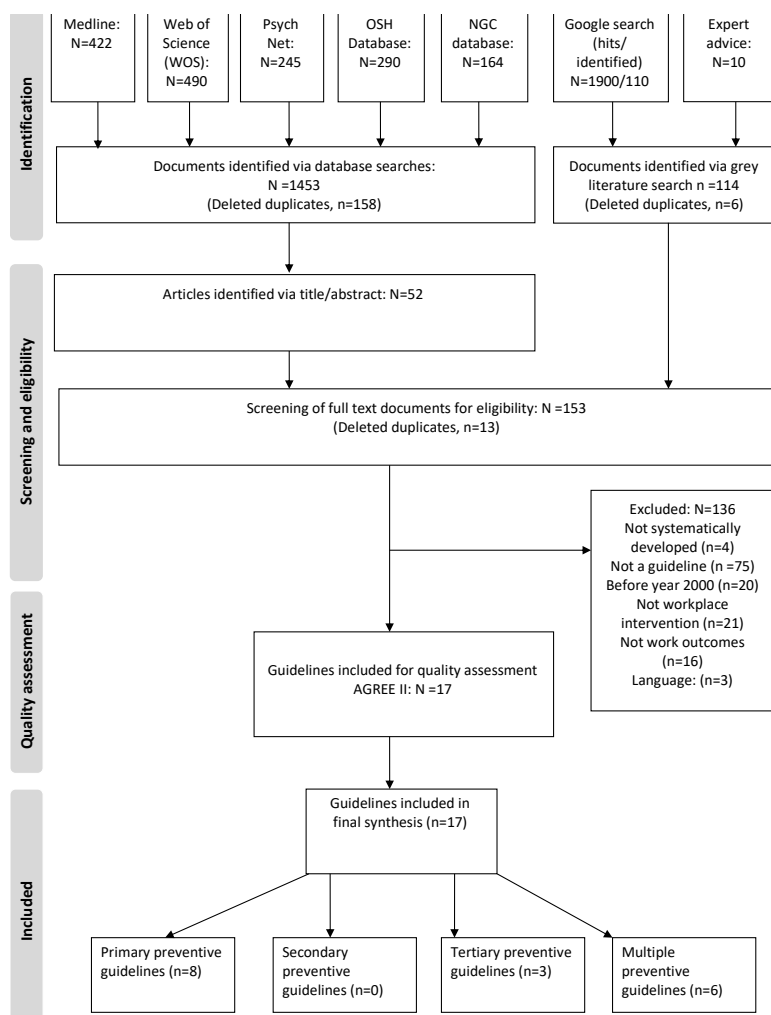 Medline:
N=422
Web of
Science
(WOS):
N=490
Psych
Net:
N=245
OSH
Database:
N=290
NGC
database:
N=164
Google search
(hits/
identified)
N=1900/110
Expert
advice:
N=10
Identification
Documents identified via database searches:
N =1453
(Deleted duplicates, n=158)
Documents identified via grey
literature search n =114
(Deleted duplicates, n=6)
Screening and eligibility
Articles identified via title/abstract: N=52
Screening of full text documents for eligibility: N =153
(Deleted duplicates, n=13)
Excluded: N=136
Not systematically
developed (n=4)
Not a guideline (n =75)
Before year 2000 (n=20)
Not workplace
intervention (n=21)
Not work outcomes
(n=16)
Language: (n=3)
Quality assessment
Guidelines included for quality assessment
AGREE II: N =17
Included
Guidelines included in
final synthesis (n=17)
Primary preventive
guidelines (n=8)
Secondary
preventive
guidelines (n=0)
Tertiary preventive
guidelines (n=3)
Multiple
preventive
guidelines (n=6)